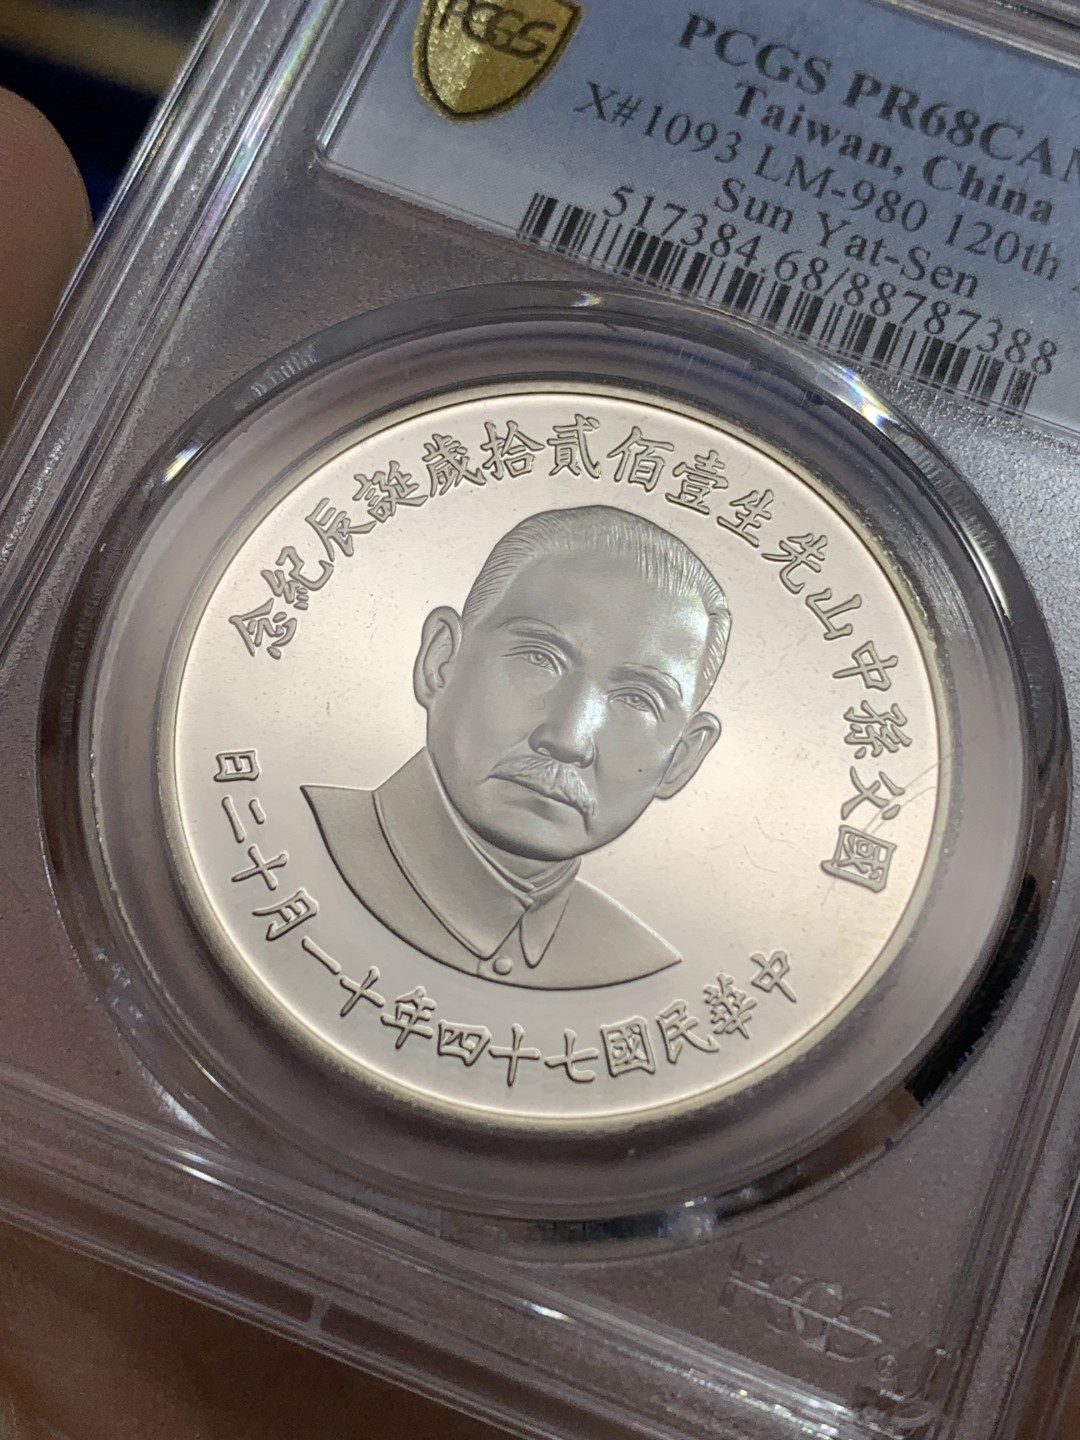 PCGS
PCGS PR68CAM
Taiwan, China
X#1093 LM-980 120th
Sun Yat-Sen
517384.68/88787388
國父孫中山先生壹佰貳拾歲誕辰紀念
中華民國七十四年十一月十二日
PCGS